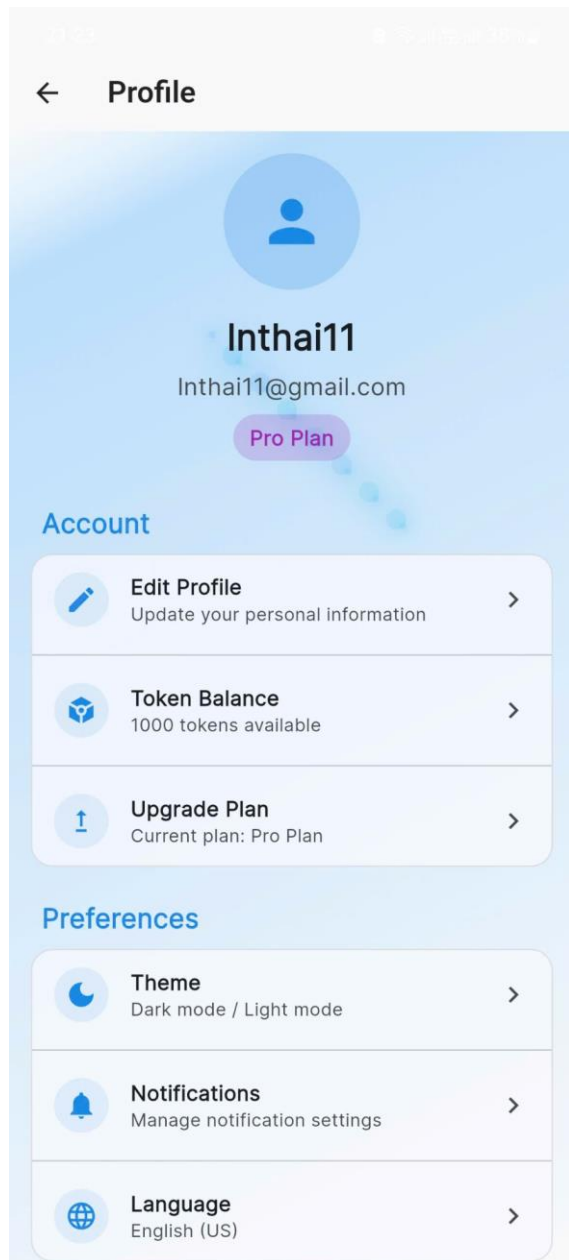 Profile
Inthai11
Inthai11@gmail.com
Pro Plan
Account
Edit Profile
Update your personal information
Token Balance
1000 tokens available
Upgrade Plan
Current plan: Pro Plan
Preferences
Theme
Dark mode / Light mode
Notifications
Manage notification settings
Language
English (US)